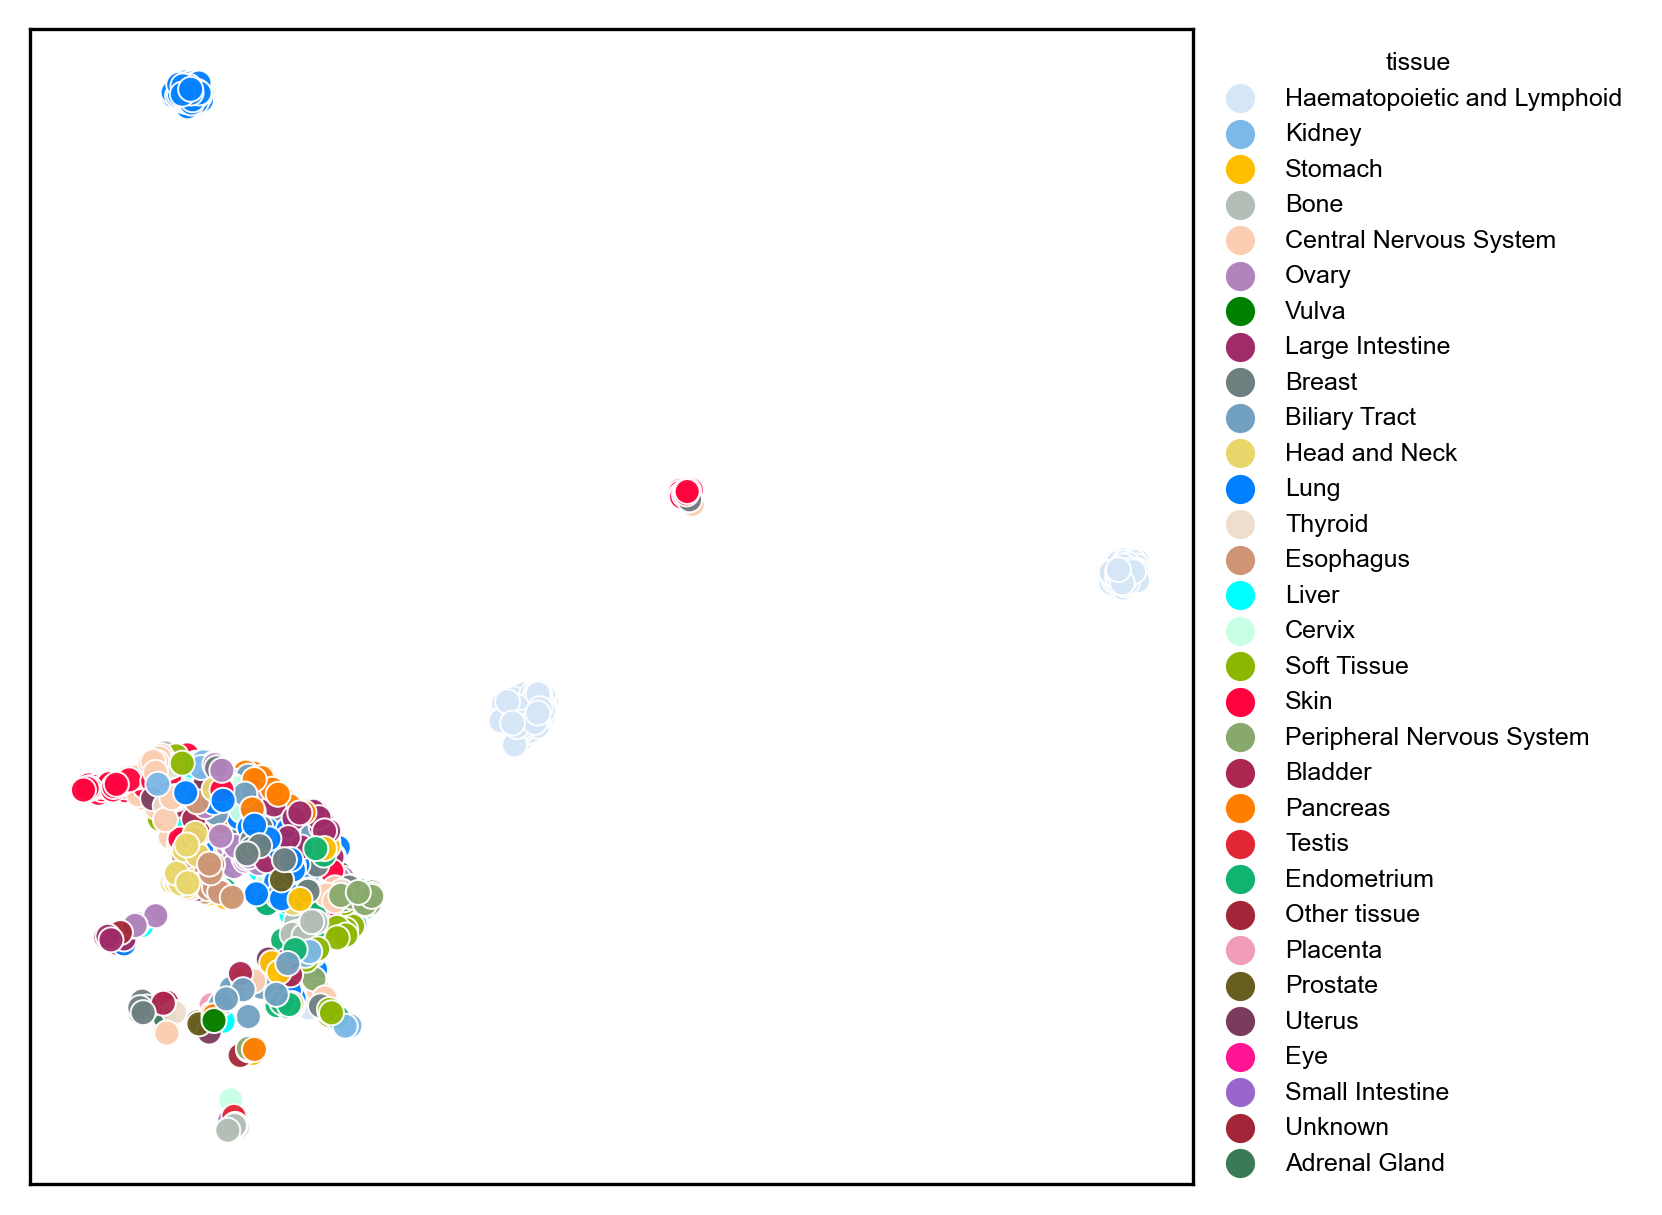 tissue
Haematopoietic and Lymphoid
Kidney
Stomach
Bone
Central Nervous System
Ovary
Vulva
Large Intestine
Breast
Biliary Tract
Head and Neck
Lung
Thyroid
Esophagus
Liver
Cervix
Soft Tissue
Skin
Peripheral Nervous System
Bladder
Pancreas
Testis
Endometrium
Other tissue
Placenta
Prostate
Uterus
Eye
Small Intestine
Unknown
Adrenal Gland